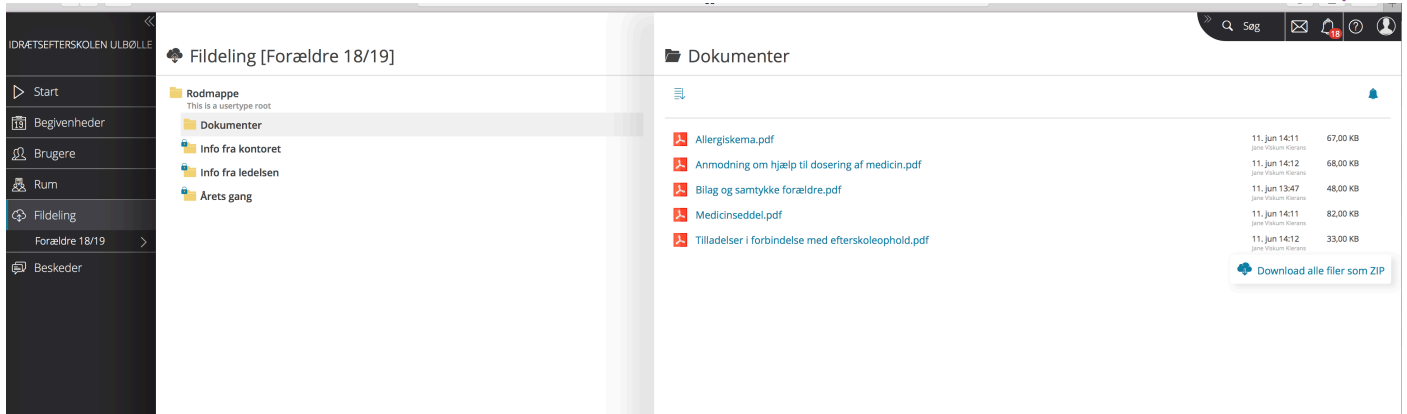 IDRÆTSEFTERSKOLEN ULBØLLE
Start
19 Begivenheder
Brugere
Rum
Fildeling
Forældre 18/19
Beskeder
Fildeling [Forældre 18/19]
Rodmappe
This is a usertype root
Dokumenter
Info fra kontoret
Info fra ledelsen
Årets gang
Søg
18
Dokumenter
Allergiskema.pdf 11. jun 14:11 67,00 KB
Jane Viskum Kierans
Anmodning om hjælp til dosering af medicin.pdf 11. jun 14:12 68,00 KB
Jane Viskum Kierans
Bilag og samtykke forældre.pdf 11. jun 13:47 48,00 KB
Jane Viskum Kierans
Medicinseddel.pdf 11. jun 14:11 82,00 KB
Jane Viskum Kierans
Tilladelser i forbindelse med efterskoleophold.pdf 11. jun 14:12 33,00 KB
Jane Viskum Kierans
Download alle filer som ZIP